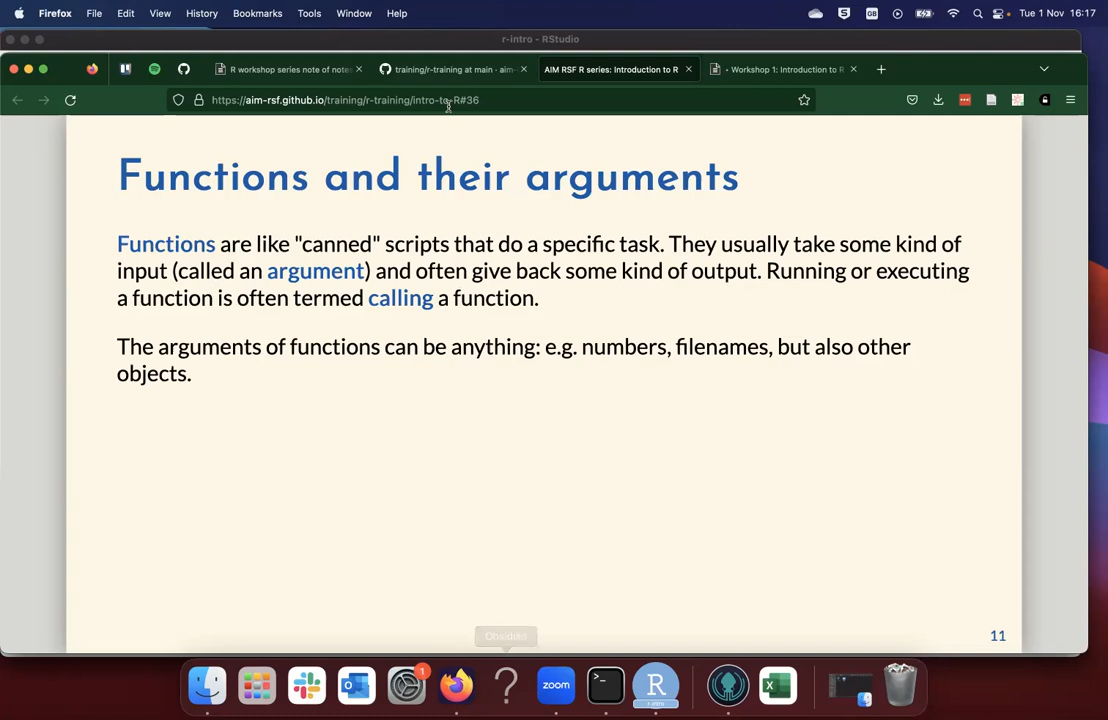 Firefox File Edit View History Bookmarks Tools Window Help GB Tue 1 Nov 16:17
r-intro - RStudio
R workshop series note of notes training/r-training at main · aim- AIM RSF R series: Introduction to R · Workshop 1: Introduction to R
https://aim-rsf.github.io/training/r-training/intro-to-R#36
Functions and their arguments
Functions are like "canned" scripts that do a specific task. They usually take some kind of
input (called an argument) and often give back some kind of output. Running or executing
a function is often termed calling a function.
The arguments of functions can be anything: e.g. numbers, filenames, but also other
objects.
11
Obsidian
1
zoom
R
r-intro
X